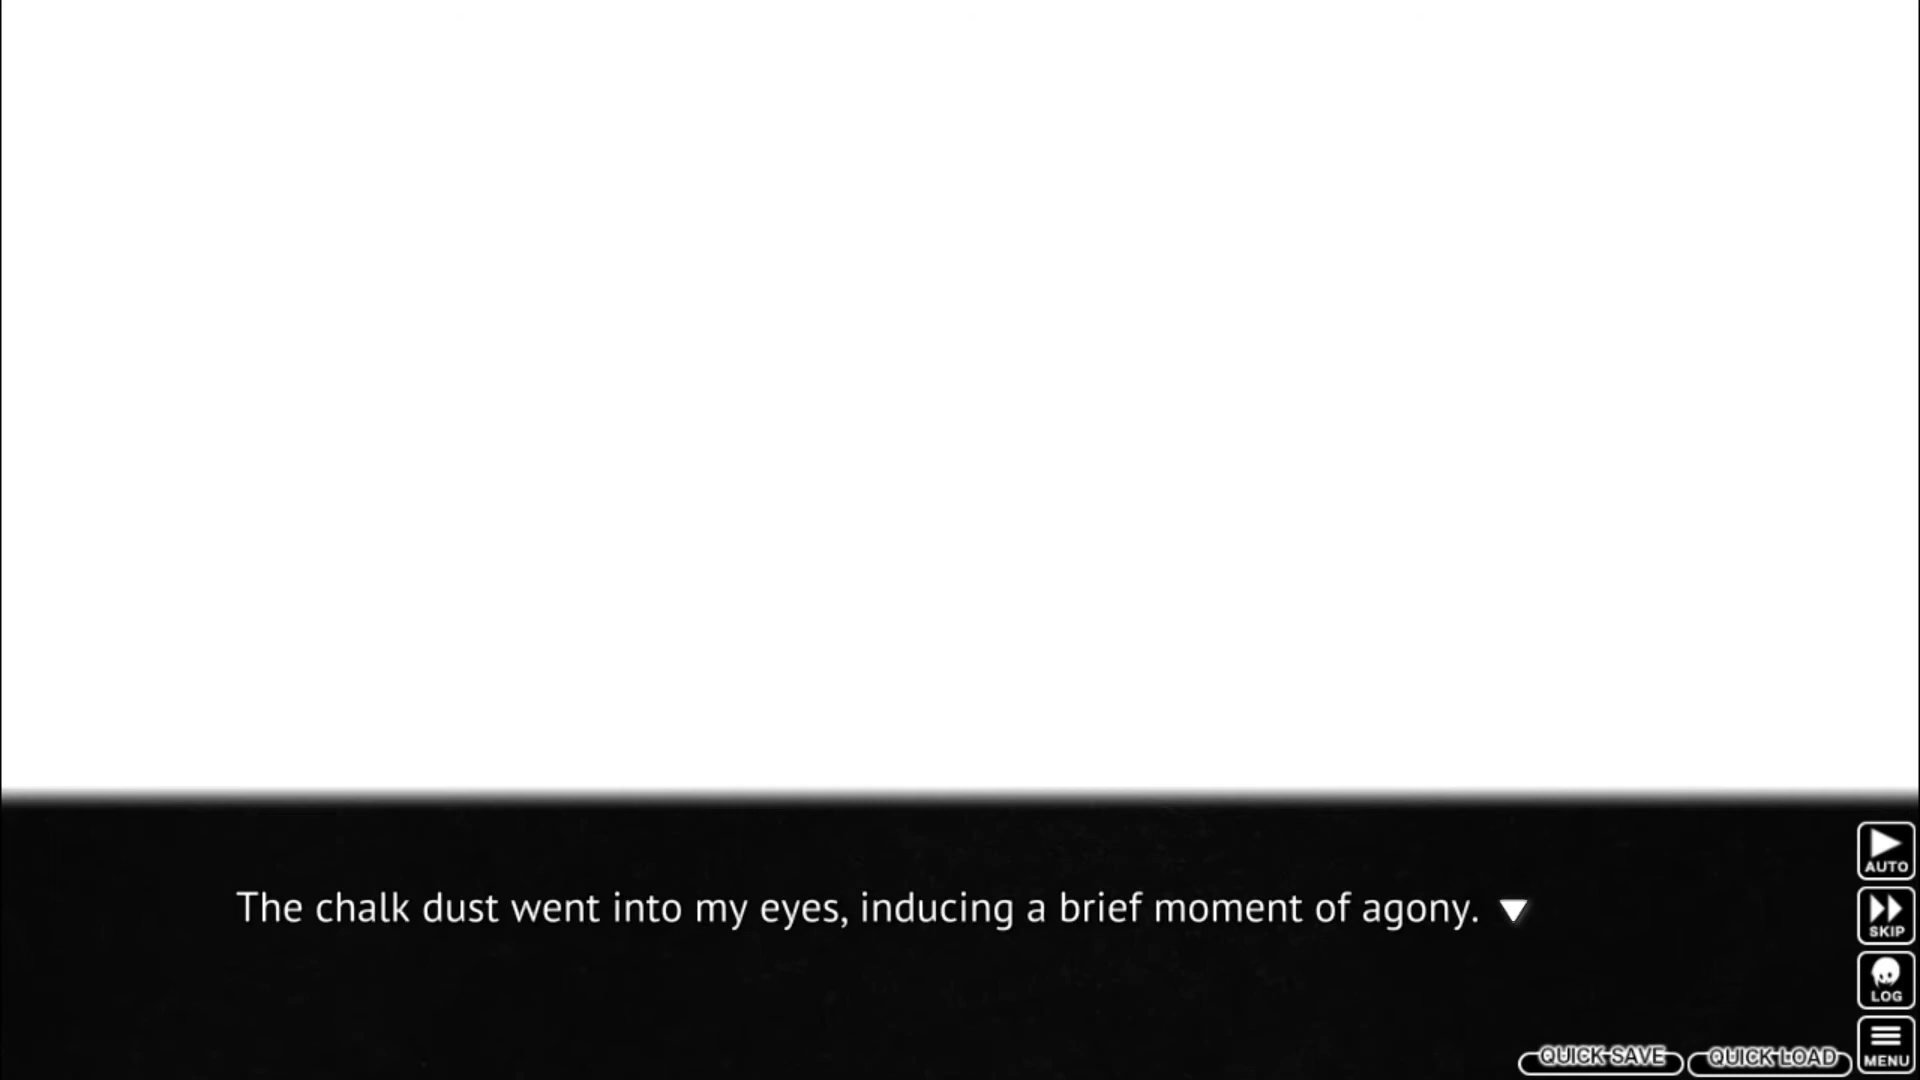 The chalk dust went into my eyes, inducing a brief moment of agony.
AUTO
SKIP
LOG
MENU
QUICK SAVE QUICK LOAD